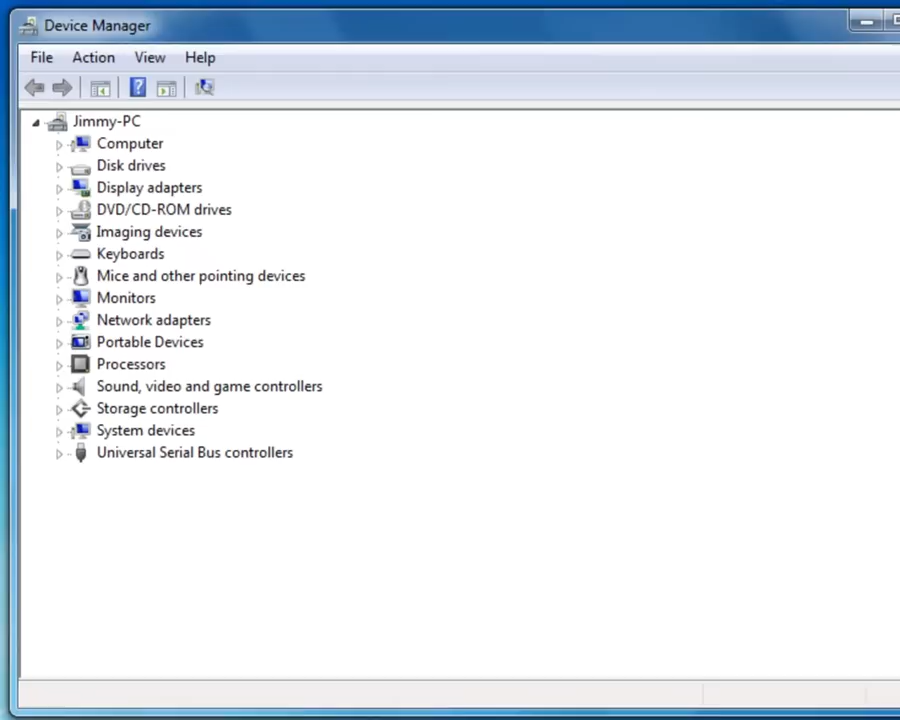 Device Manager
File Action View Help
Jimmy-PC
Computer
Disk drives
Display adapters
DVD/CD-ROM drives
Imaging devices
Keyboards
Mice and other pointing devices
Monitors
Network adapters
Portable Devices
Processors
Sound, video and game controllers
Storage controllers
System devices
Universal Serial Bus controllers